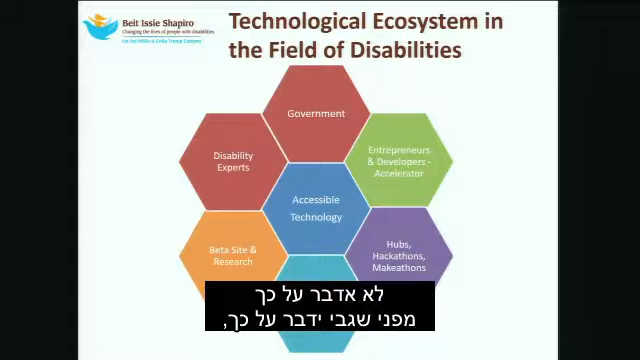 Beit Issie Shapiro
Changing the lives of people with disabilities
Technological Ecosystem in
the Field of Disabilities
Government
Disability
Experts
Entrepreneurs
& Developers -
Accelerator
Accessible
Technology
Beta Site &
Research
Hubs,
Hackathons,
Makeathons
לא אדבר על כך
מפני שגבי ידבר על כך,